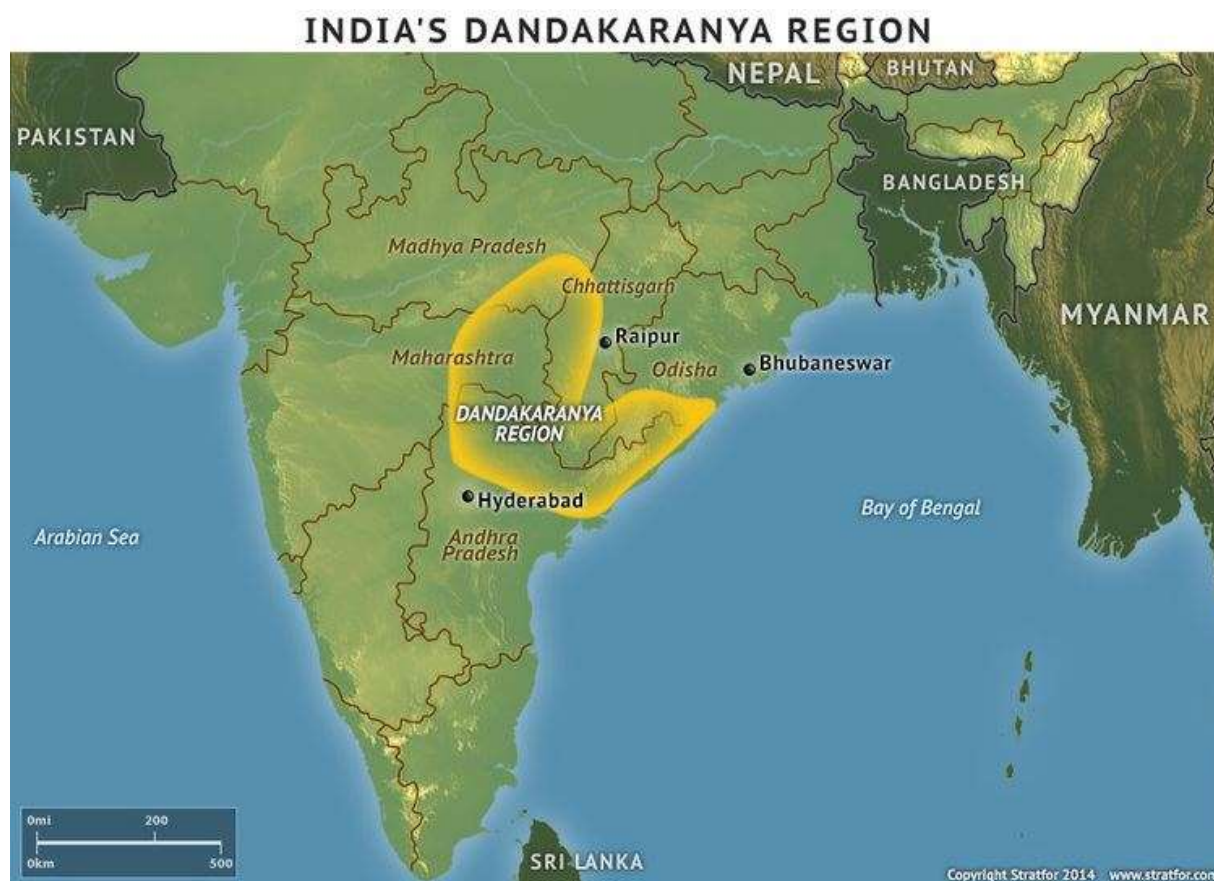 INDIA'S DANDAKARANYA REGION
NEPAL
BHUTAN
PAKISTAN
BANGLADESH
Madhya Pradesh
Chhattisgarh
MYANMAR
Raipur
Maharashtra
Odisha
Bhubaneswar
DANDAKARANYA
REGION
Hyderabad
Bay of Bengal
Arabian Sea
Andhra
Pradesh
0mi 200
0km 500
SRI LANKA
Copyright Stratfor 2014 www.stratfor.com